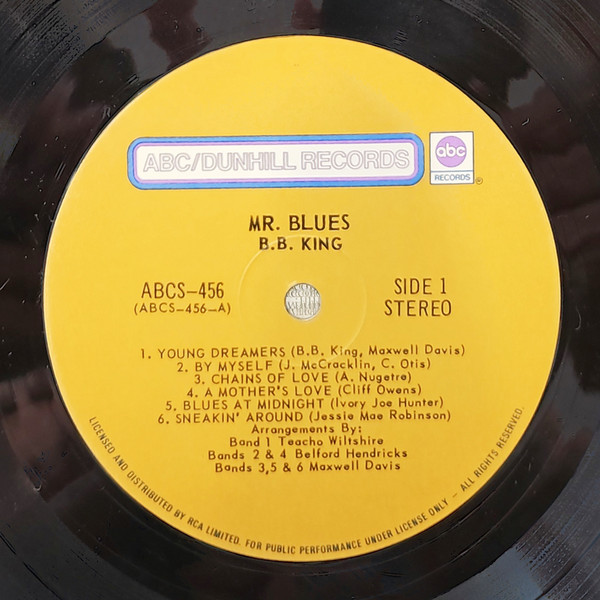 ABC/DUNHILL RECORDS
abc
RECORDS ®
MR. BLUES
B.B. KING
ABCS-456
(ABCS-456-A)
SIDE 1
STEREO
1. YOUNG DREAMERS (B.B. King, Maxwell Davis)
2. BY MYSELF (J. McCracklin, C. Otis)
3. CHAINS OF LOVE (A. Nugetre)
4. A MOTHER'S LOVE (Cliff Owens)
5. BLUES AT MIDNIGHT (Ivory Joe Hunter)
6. SNEAKIN' AROUND (Jessie Mae Robinson)
Arrangements By:
Band 1 Teacho Wiltshire
Bands 2 & 4 Belford Hendricks
Bands 3,5 & 6 Maxwell Davis
LICENSED AND DISTRIBUTED BY RCA LIMITED. FOR PUBLIC PERFORMANCE UNDER LICENSE ONLY - ALL RIGHTS RESERVED.